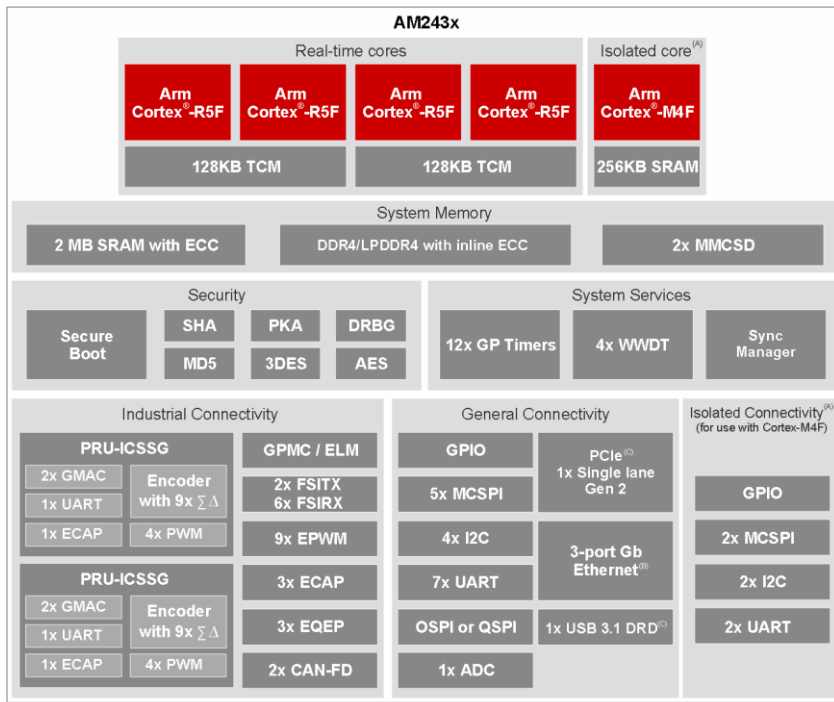 AM243x
Real-time cores
Isolated core(A)
Arm
Cortex®-R5F
Arm
Cortex®-R5F
Arm
Cortex®-R5F
Arm
Cortex®-R5F
Arm
Cortex®-M4F
128KB TCM
128KB TCM
256KB SRAM
System Memory
2 MB SRAM with ECC
DDR4/LPDDR4 with inline ECC
2x MMCSD
Security
Secure
Boot
SHA
PKA
DRBG
MD5
3DES
AES
System Services
12x GP Timers
4x WWDT
Sync
Manager
Industrial Connectivity
PRU-ICSSG
2x GMAC
1x UART
1x ECAP
Encoder
with 9x ∑ Δ
4x PWM
PRU-ICSSG
2x GMAC
1x UART
1x ECAP
Encoder
with 9x ∑ Δ
4x PWM
GPMC / ELM
2x FSITX
6x FSIRX
9x EPWM
3x ECAP
3x EQEP
2x CAN-FD
General Connectivity
GPIO
5x MCSPI
4x I2C
7x UART
OSPI or QSPI
1x ADC
PCIe(C)
1x Single lane
Gen 2
3-port Gb
Ethernet(B)
1x USB 3.1 DRD(C)
Isolated Connectivity(A)
(for use with Cortex-M4F)
GPIO
2x MCSPI
2x I2C
2x UART